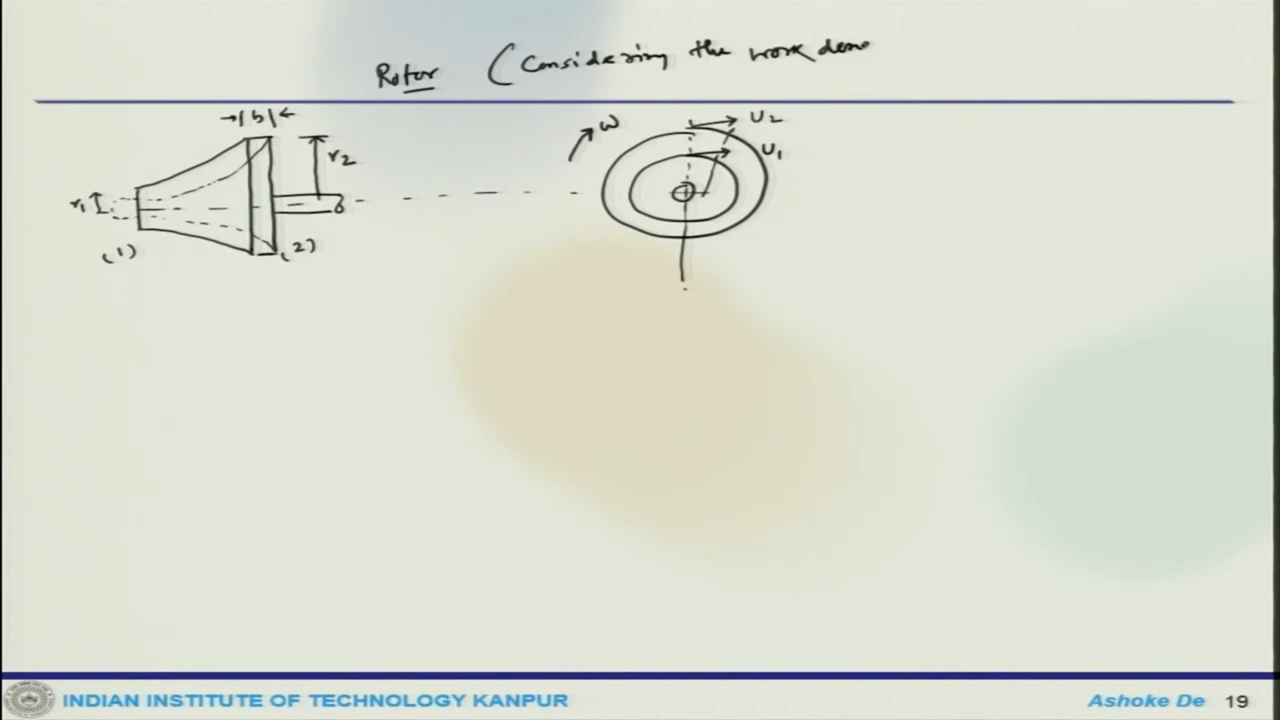 Rotor (Considering the work done
→|b|←
ω
U2
U1
r2
r1
(1)
(2)
INDIAN INSTITUTE OF TECHNOLOGY KANPUR
Ashoke De 19